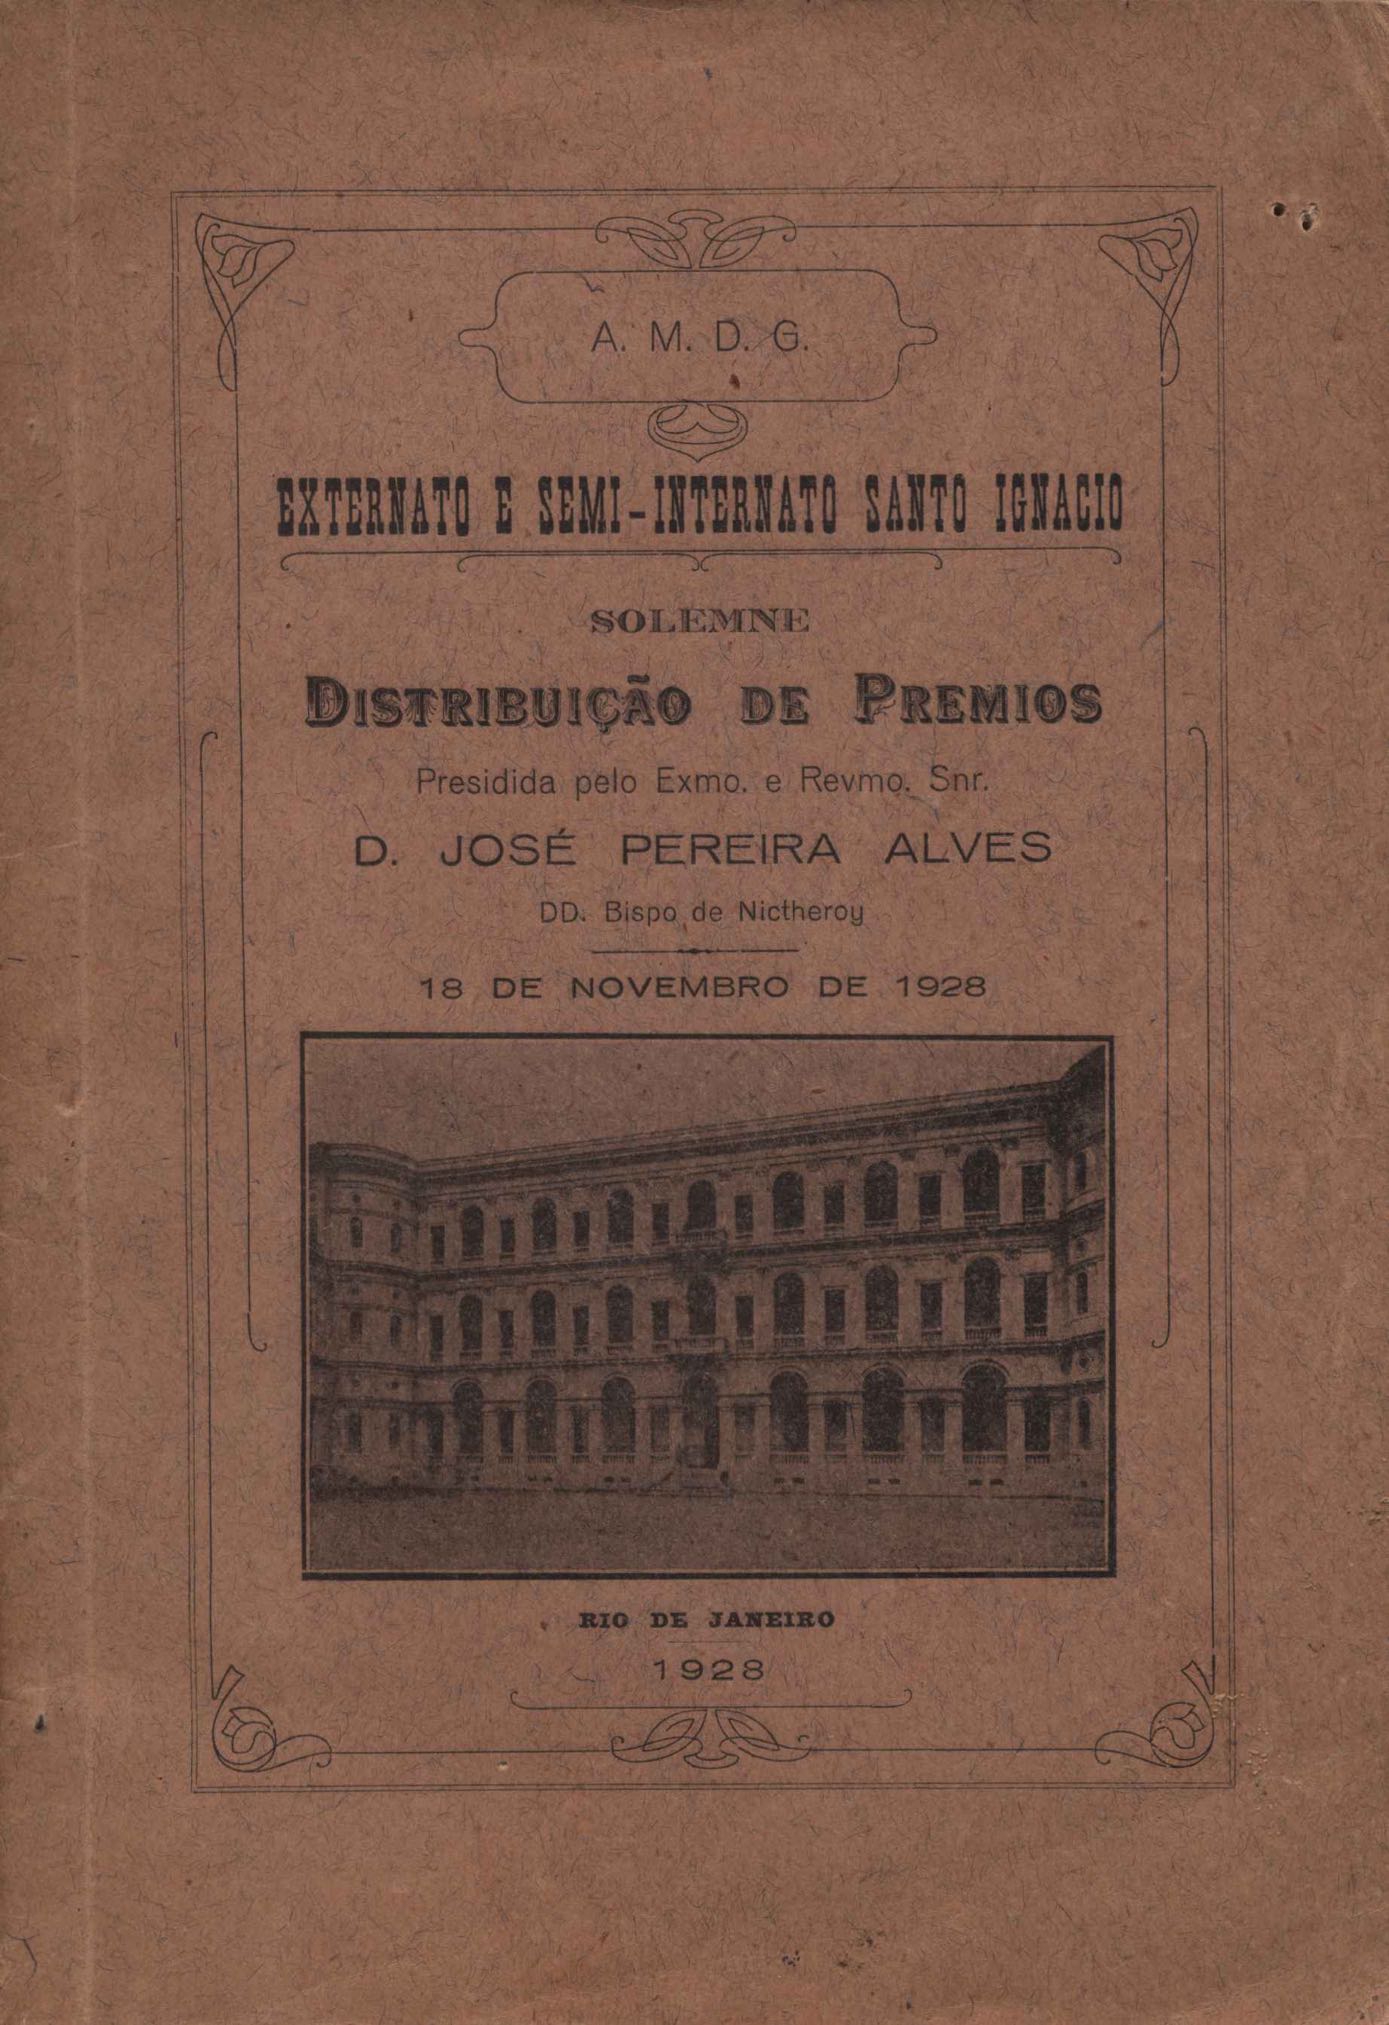 A. M. D. G.
EXTERNATO E SEMI-INTERNATO SANTO IGNACIO
SOLEMNE
DISTRIBUIÇÃO DE PREMIOS
Presidida pelo Exmo. e Revmo. Snr.
D. JOSÉ PEREIRA ALVES
DD. Bispo de Nictheroy
18 DE NOVEMBRO DE 1928
RIO DE JANEIRO
1928